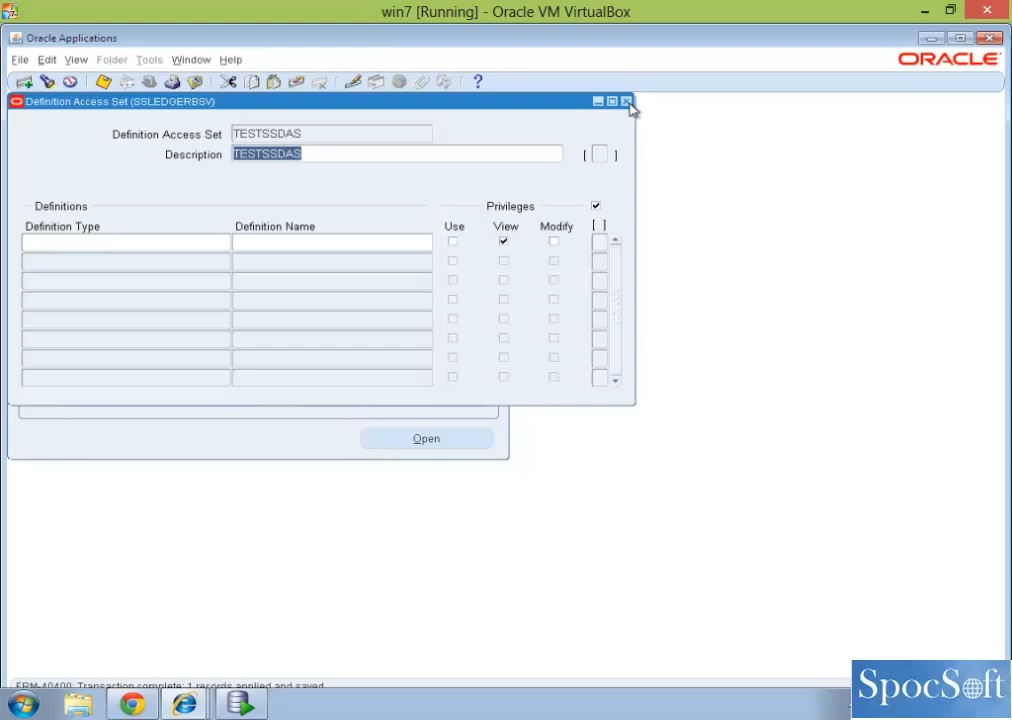 win7 [Running] - Oracle VM VirtualBox
Oracle Applications
File Edit View Folder Tools Window Help
ORACLE
Definition Access Set (SSLEDGERBSV)
Definition Access Set TESTSSDAS
Description TESTSSDAS [ ]
Definitions Privileges
Definition Type Definition Name Use View Modify [ ]
Open
FRM-40400: Transaction complete: 1 records applied and saved.
SpocSoft